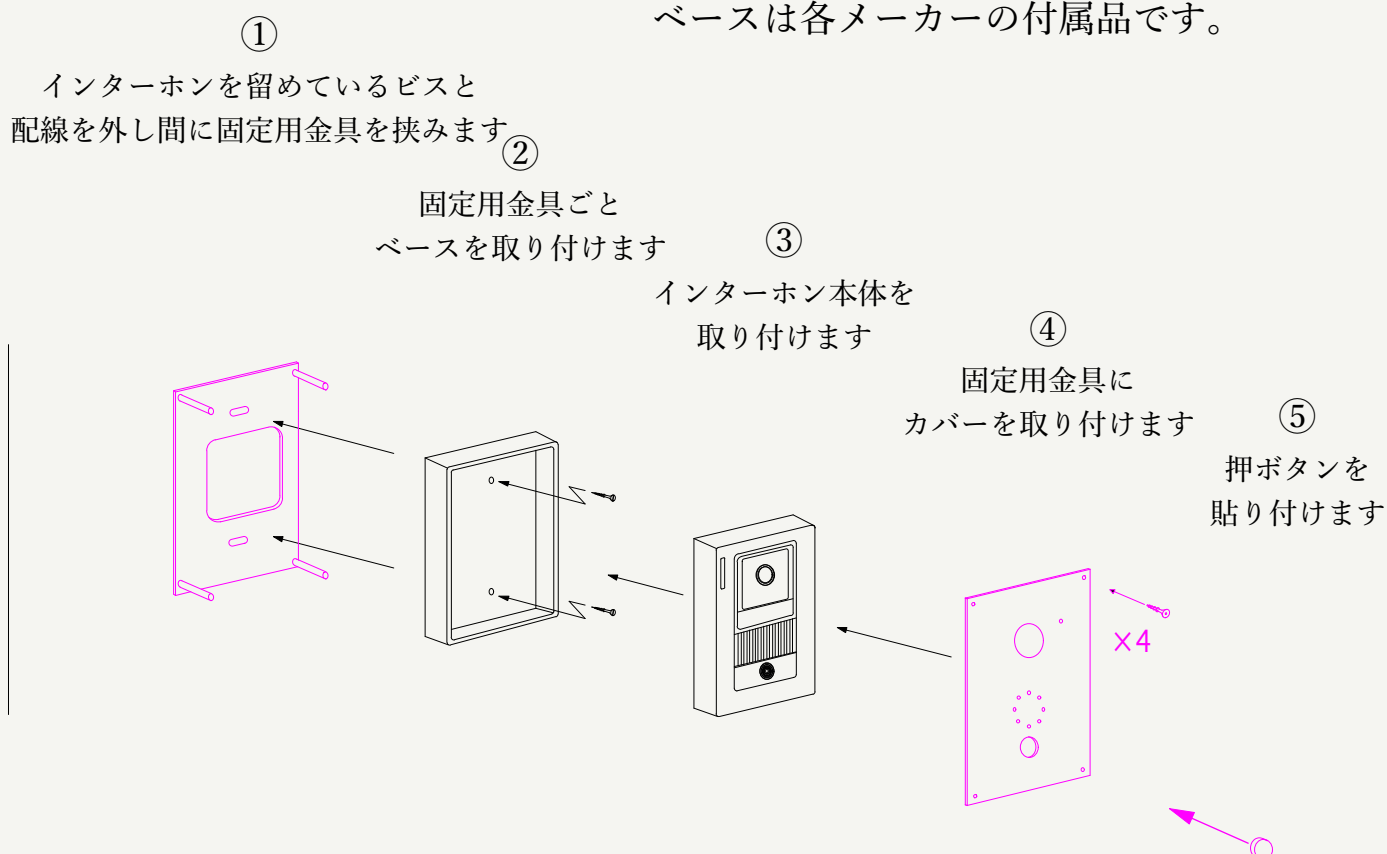 ベースは各メーカーの付属品です。
①
インターホンを留めているビスと
配線を外し間に固定用金具を挟みます
②
固定用金具ごと
ベースを取り付けます
③
インターホン本体を
取り付けます
④
固定用金具に
カバーを取り付けます
⑤
押ボタンを
貼り付けます
×4